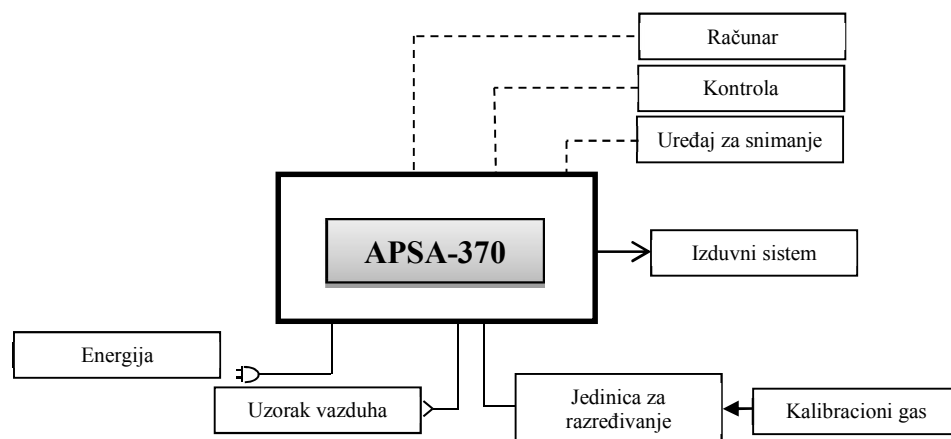 Računar
Kontrola
Uređaj za snimanje
APSA-370
Izduvni sistem
Energija
Uzorak vazduha
Jedinica za
razređivanje
Kalibracioni gas